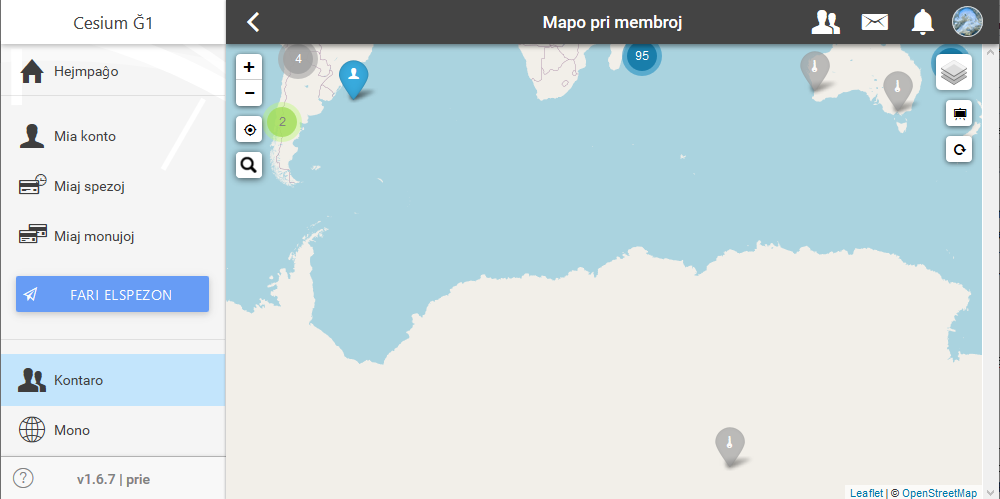 Cesium Ğ1
Mapo pri membroj
Hejmpaĝo
Mia konto
Miaj spezoj
Miaj monujoj
FARI ELSPEZON
Kontaro
Mono
? v1.6.7 | prie
+
−
4
2
95
Leaflet | © OpenStreetMap